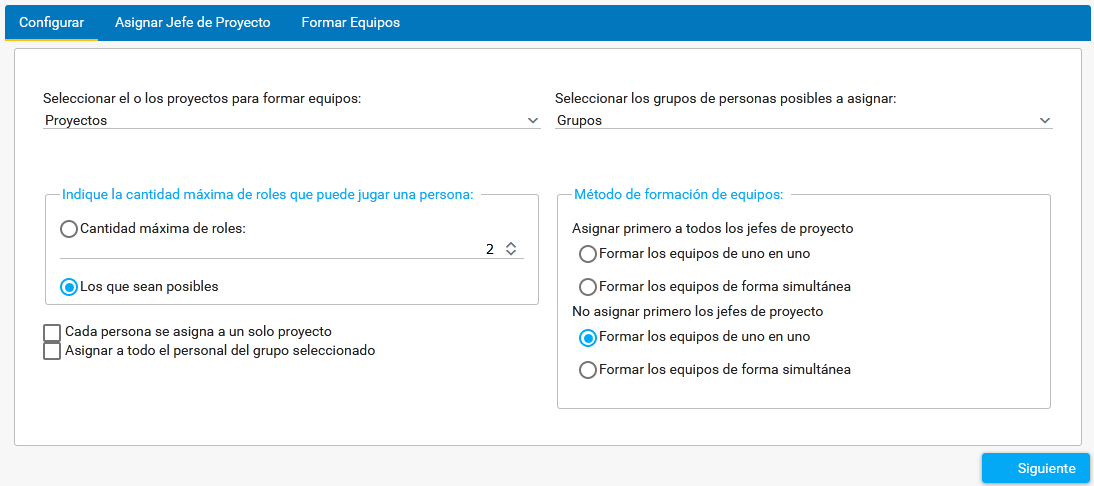 Configurar Asignar Jefe de Proyecto Formar Equipos
Seleccionar el o los proyectos para formar equipos:
Proyectos
Seleccionar los grupos de personas posibles a asignar:
Grupos
Indique la cantidad máxima de roles que puede jugar una persona:
Cantidad máxima de roles:
2
Los que sean posibles
Cada persona se asigna a un solo proyecto
Asignar a todo el personal del grupo seleccionado
Método de formación de equipos:
Asignar primero a todos los jefes de proyecto
Formar los equipos de uno en uno
Formar los equipos de forma simultánea
No asignar primero los jefes de proyecto
Formar los equipos de uno en uno
Formar los equipos de forma simultánea
Siguiente